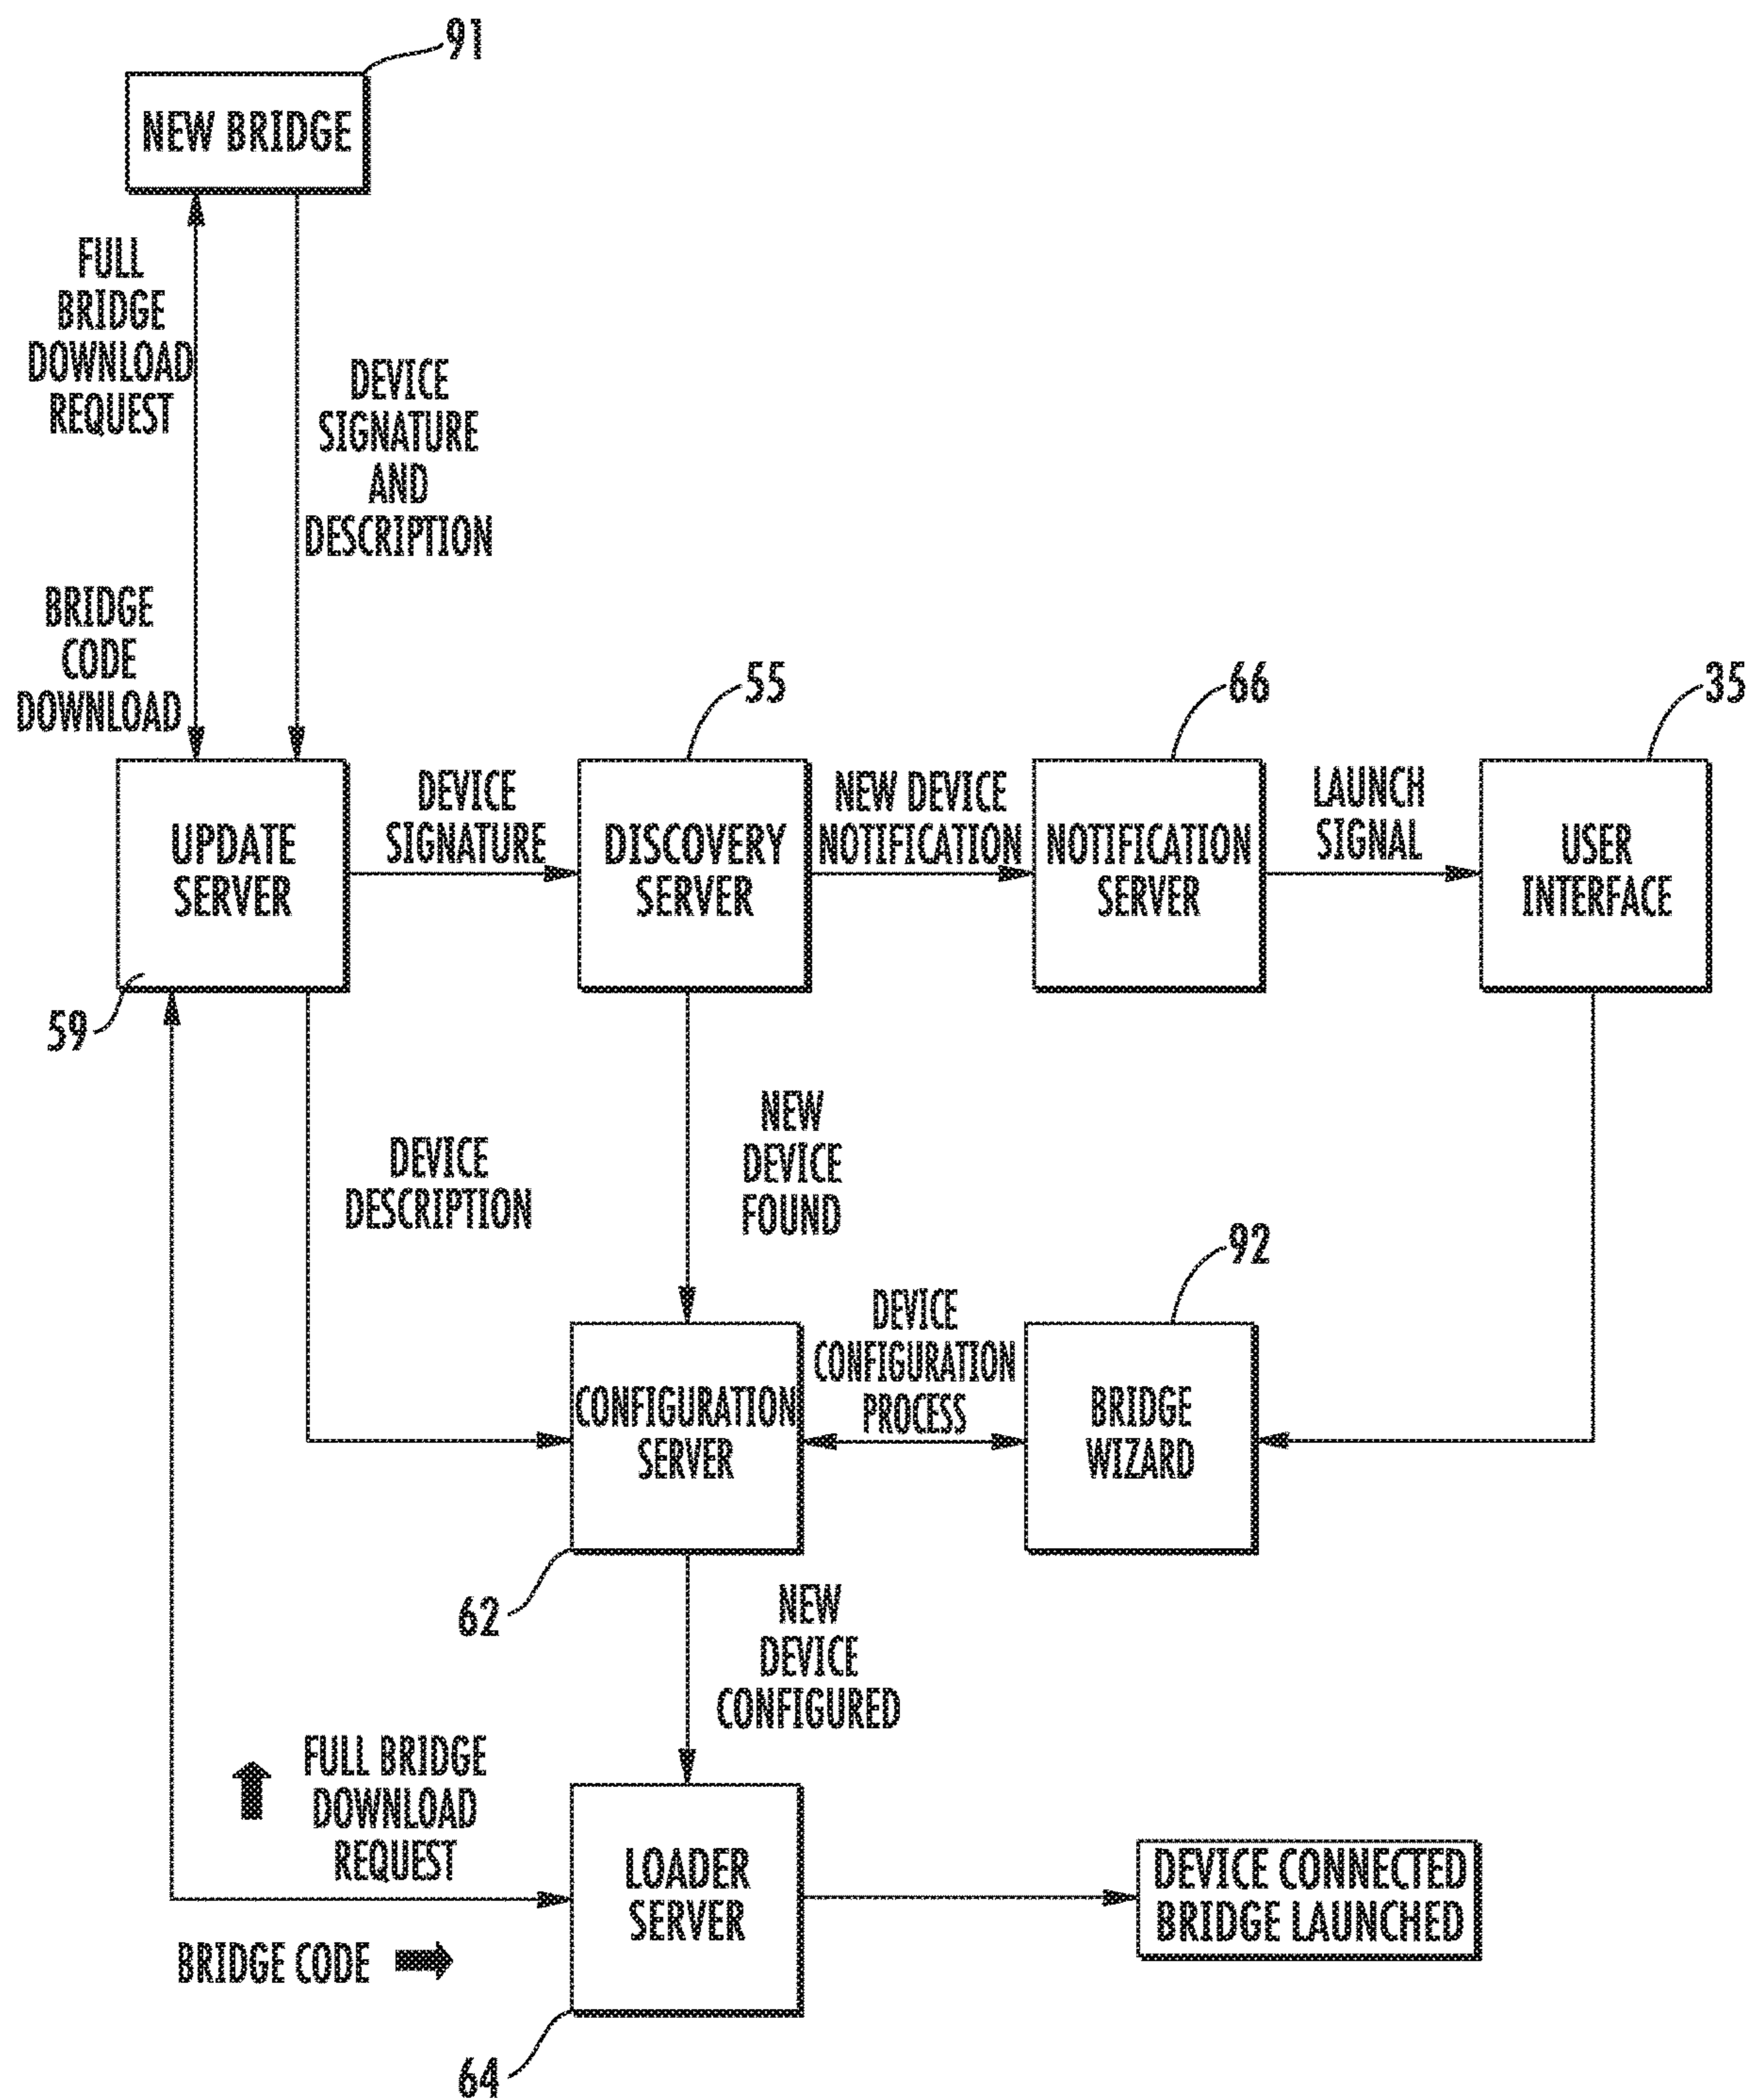 91
NEW BRIDGE
FULL
BRIDGE
DOWNLOAD
REQUEST
DEVICE
SIGNATURE
AND
DESCRIPTION
BRIDGE
CODE
DOWNLOAD
55
66
35
UPDATE
SERVER
59
DEVICE
SIGNATURE
DISCOVERY
SERVER
NEW DEVICE
NOTIFICATION
NOTIFICATION
SERVER
LAUNCH
SIGNAL
USER
INTERFACE
DEVICE
DESCRIPTION
NEW
DEVICE
FOUND
92
CONFIGURATION
SERVER
62
DEVICE
CONFIGURATION
PROCESS
BRIDGE
WIZARD
NEW
DEVICE
CONFIGURED
FULL BRIDGE
DOWNLOAD
REQUEST
BRIDGE CODE
LOADER
SERVER
64
DEVICE CONNECTED
BRIDGE LAUNCHED